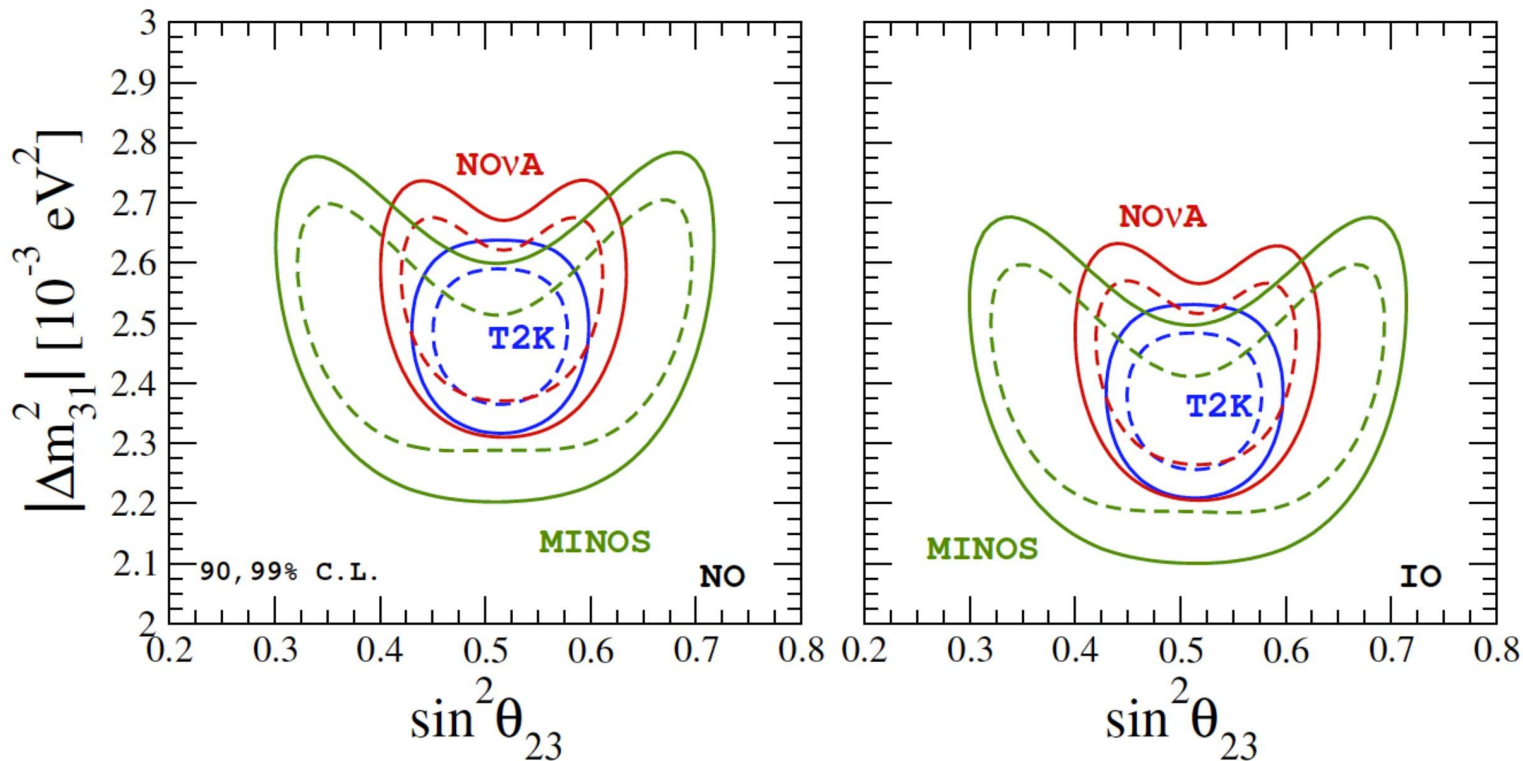 |Δm²₃₁| [10⁻³ eV²]
3
2.9
2.8
2.7
2.6
2.5
2.4
2.3
2.2
2.1
2
NOνA
T2K
MINOS
90,99% C.L.
NO
0.2 0.3 0.4 0.5 0.6 0.7 0.8
sin²θ₂₃
NOνA
T2K
MINOS
IO
0.2 0.3 0.4 0.5 0.6 0.7 0.8
sin²θ₂₃